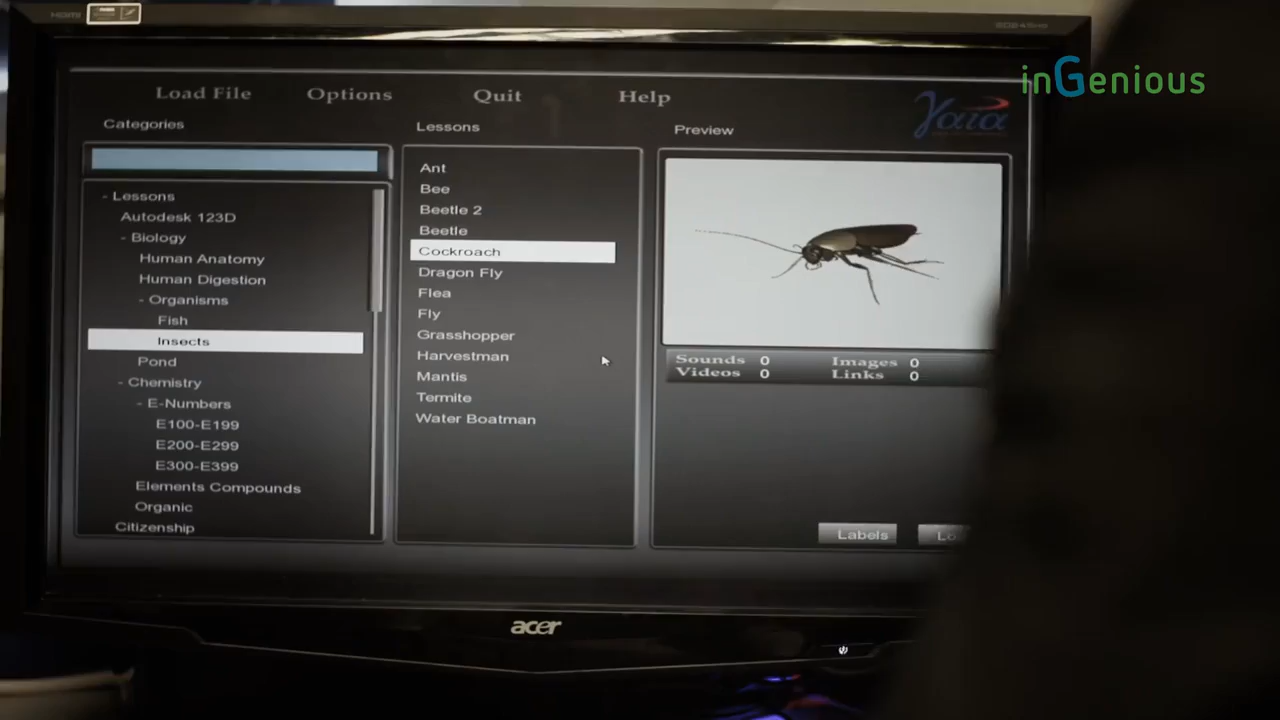 HDMI
inGenious
Load File Options Quit Help
γαία
Categories Lessons Preview
- Lessons
Autodesk 123D
- Biology
Human Anatomy
Human Digestion
- Organisms
Fish
Insects
Pond
- Chemistry
- E-Numbers
E100-E199
E200-E299
E300-E399
Elements Compounds
Organic
Citizenship
Ant
Bee
Beetle 2
Beetle
Cockroach
Dragon Fly
Flea
Fly
Grasshopper
Harvestman
Mantis
Termite
Water Boatman
Sounds 0 Images 0
Videos 0 Links 0
Labels
acer